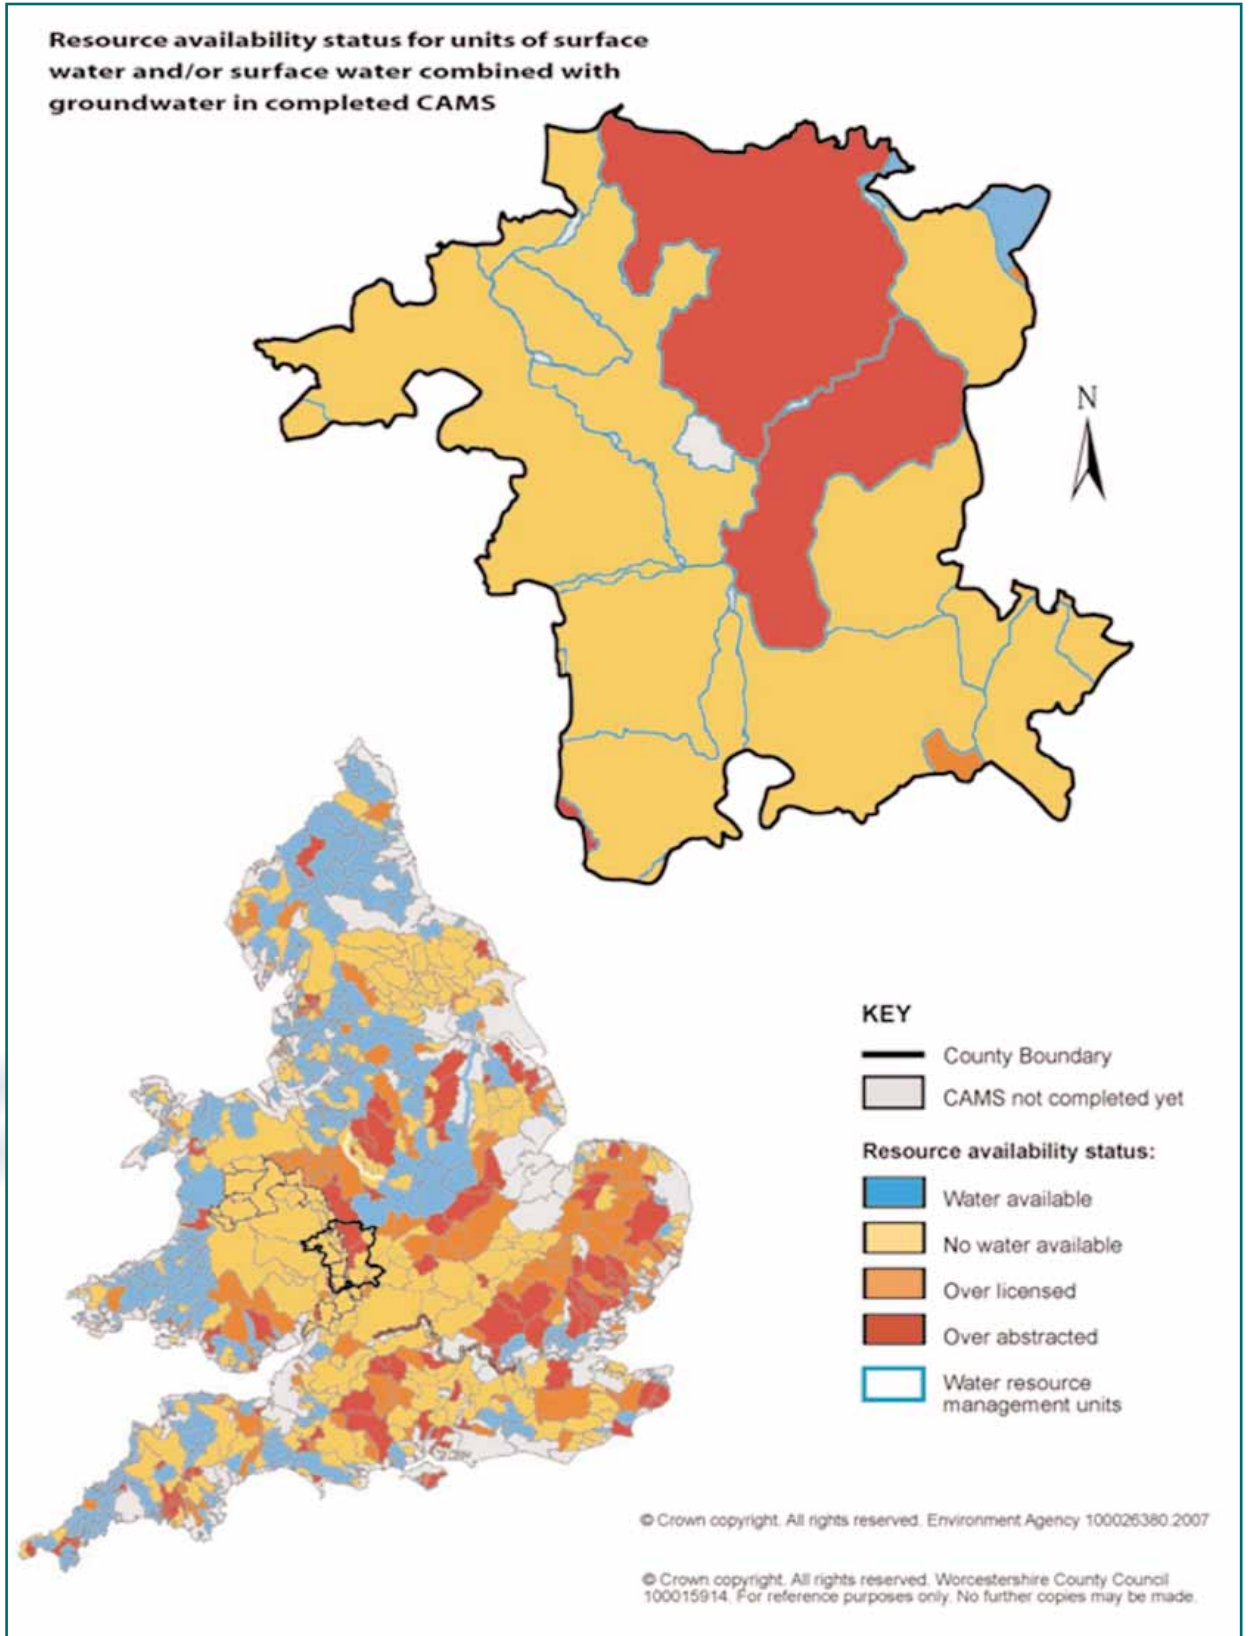 Resource availability status for units of surface
water and/or surface water combined with
groundwater in completed CAMS
N
KEY
County Boundary
CAMS not completed yet
Resource availability status:
Water available
No water available
Over licensed
Over abstracted
Water resource
management units
© Crown copyright. All rights reserved. Environment Agency 100026380.2007
© Crown copyright. All rights reserved. Worcestershire County Council
100015914. For reference purposes only. No further copies may be made.